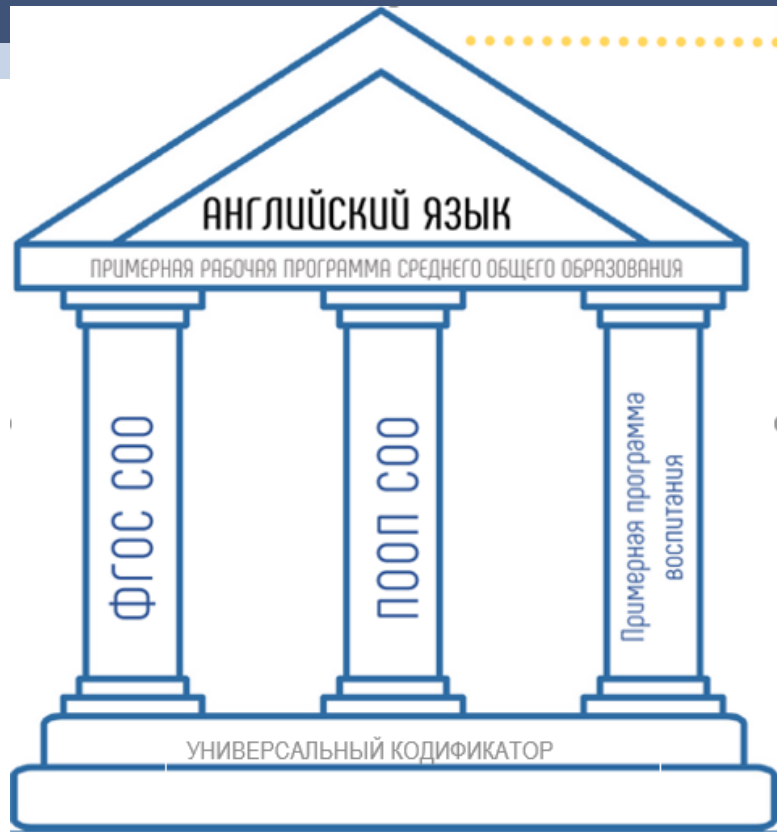 АНГЛИЙСКИЙ ЯЗЫК
ПРИМЕРНАЯ РАБОЧАЯ ПРОГРАММА СРЕДНЕГО ОБЩЕГО ОБРАЗОВАНИЯ
ФГОС СОО
ПООП СОО
Примерная программа
воспитания
УНИВЕРСАЛЬНЫЙ КОДИФИКАТОР